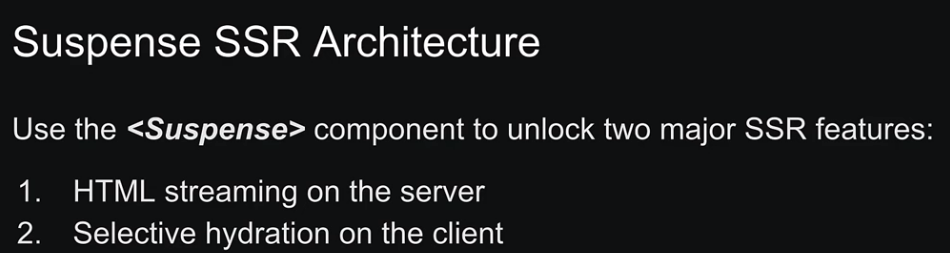 Suspense SSR Architecture
Use the <Suspense> component to unlock two major SSR features:
1. HTML streaming on the server
2. Selective hydration on the client